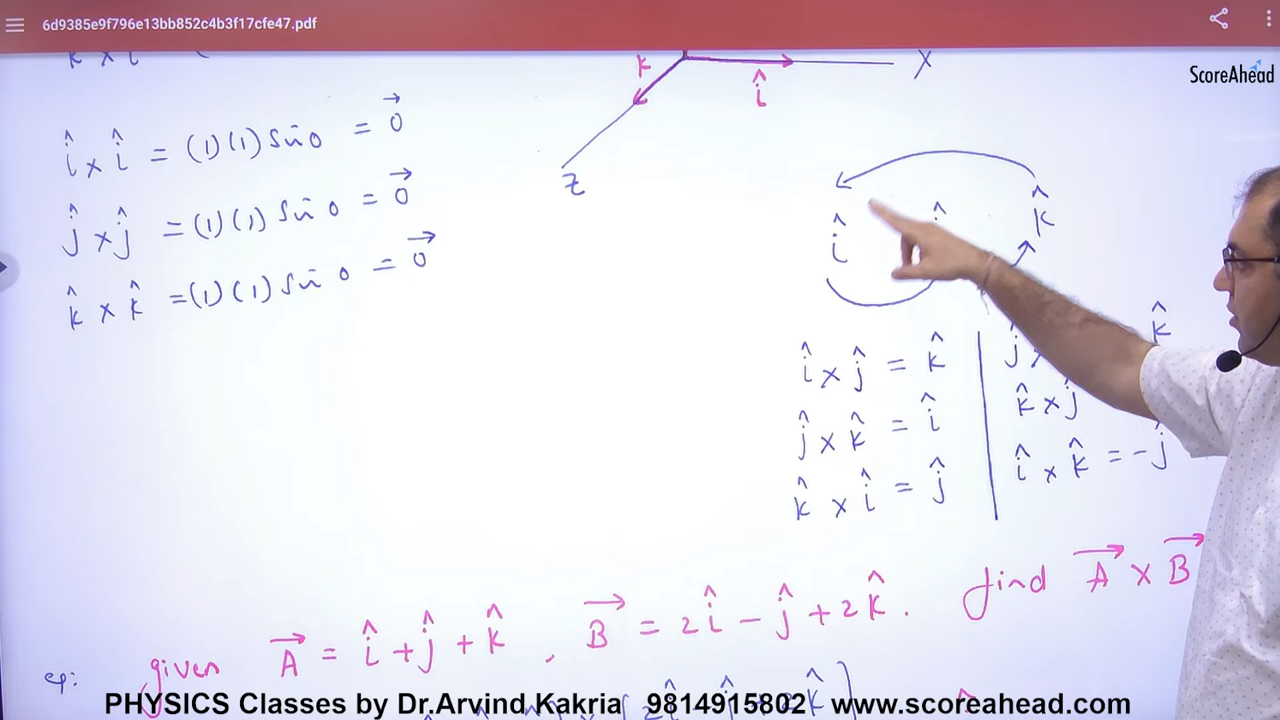 6d9385e9f796e13bb852c4b3f17cfe47.pdf
ScoreAhead
k x i
k
î
X
Z
î x î = (1)(1) Sin 0 = 0⃗
ĵ x ĵ = (1)(1) Sin 0 = 0⃗
k̂ x k̂ = (1)(1) Sin 0 = 0⃗
î k̂
î x ĵ = k̂
ĵ x k̂ = î
k̂ x î = ĵ
k̂
k̂ x ĵ
î x k̂ = -ĵ
eg: given A⃗ = î + ĵ + k̂ , B⃗ = 2î - ĵ + 2k̂ . find A⃗ x B⃗
PHYSICS Classes by Dr.Arvind Kakria 9814915802 www.scoreahead.com